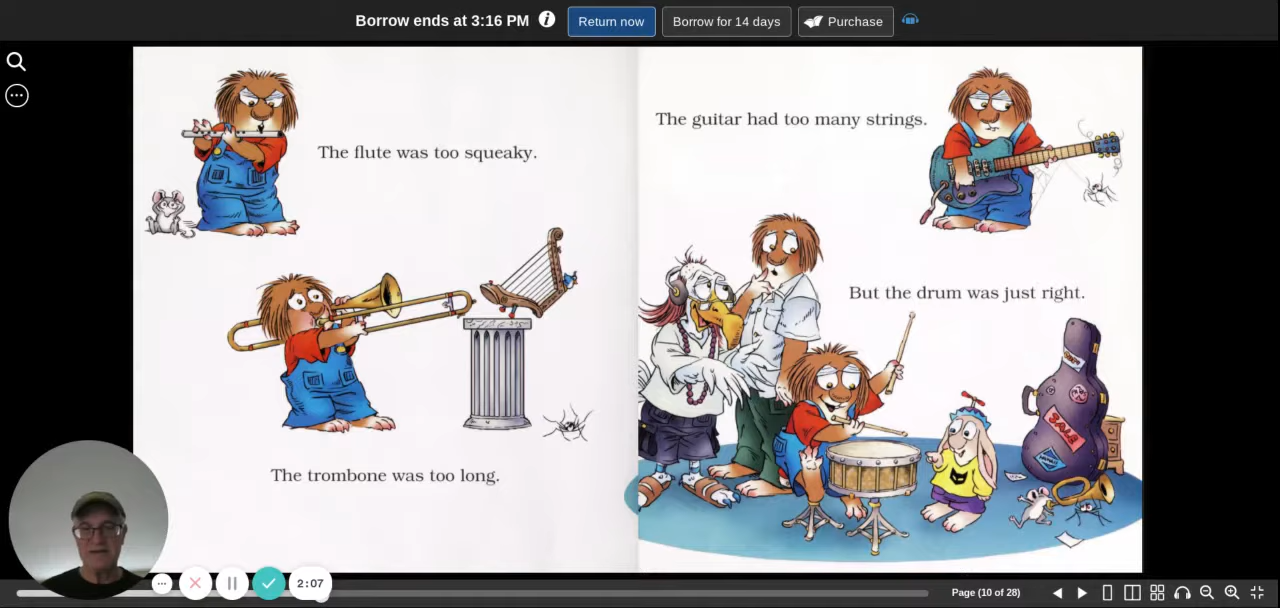 Borrow ends at 3:16 PM
Return now
Borrow for 14 days
Purchase
The flute was too squeaky.
The trombone was too long.
The guitar had too many strings.
But the drum was just right.
SALE
2:07
Page (10 of 28)